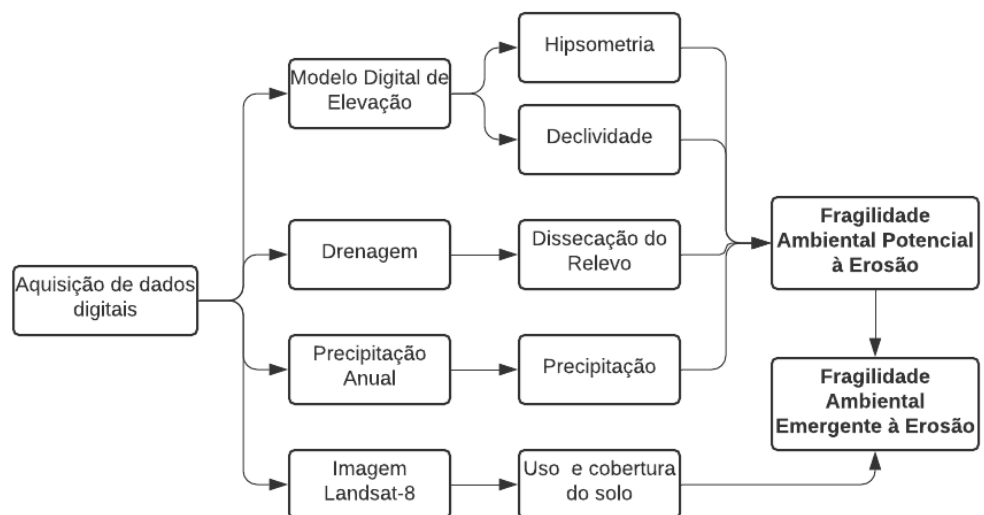 Hipsometria
Modelo Digital de
Elevação
Declividade
Fragilidade
Ambiental Potencial
à Erosão
Drenagem
Dissecação do
Relevo
Aquisição de dados
digitais
Precipitação
Anual
Precipitação
Fragilidade
Ambiental
Emergente à Erosão
Imagem
Landsat-8
Uso e cobertura
do solo